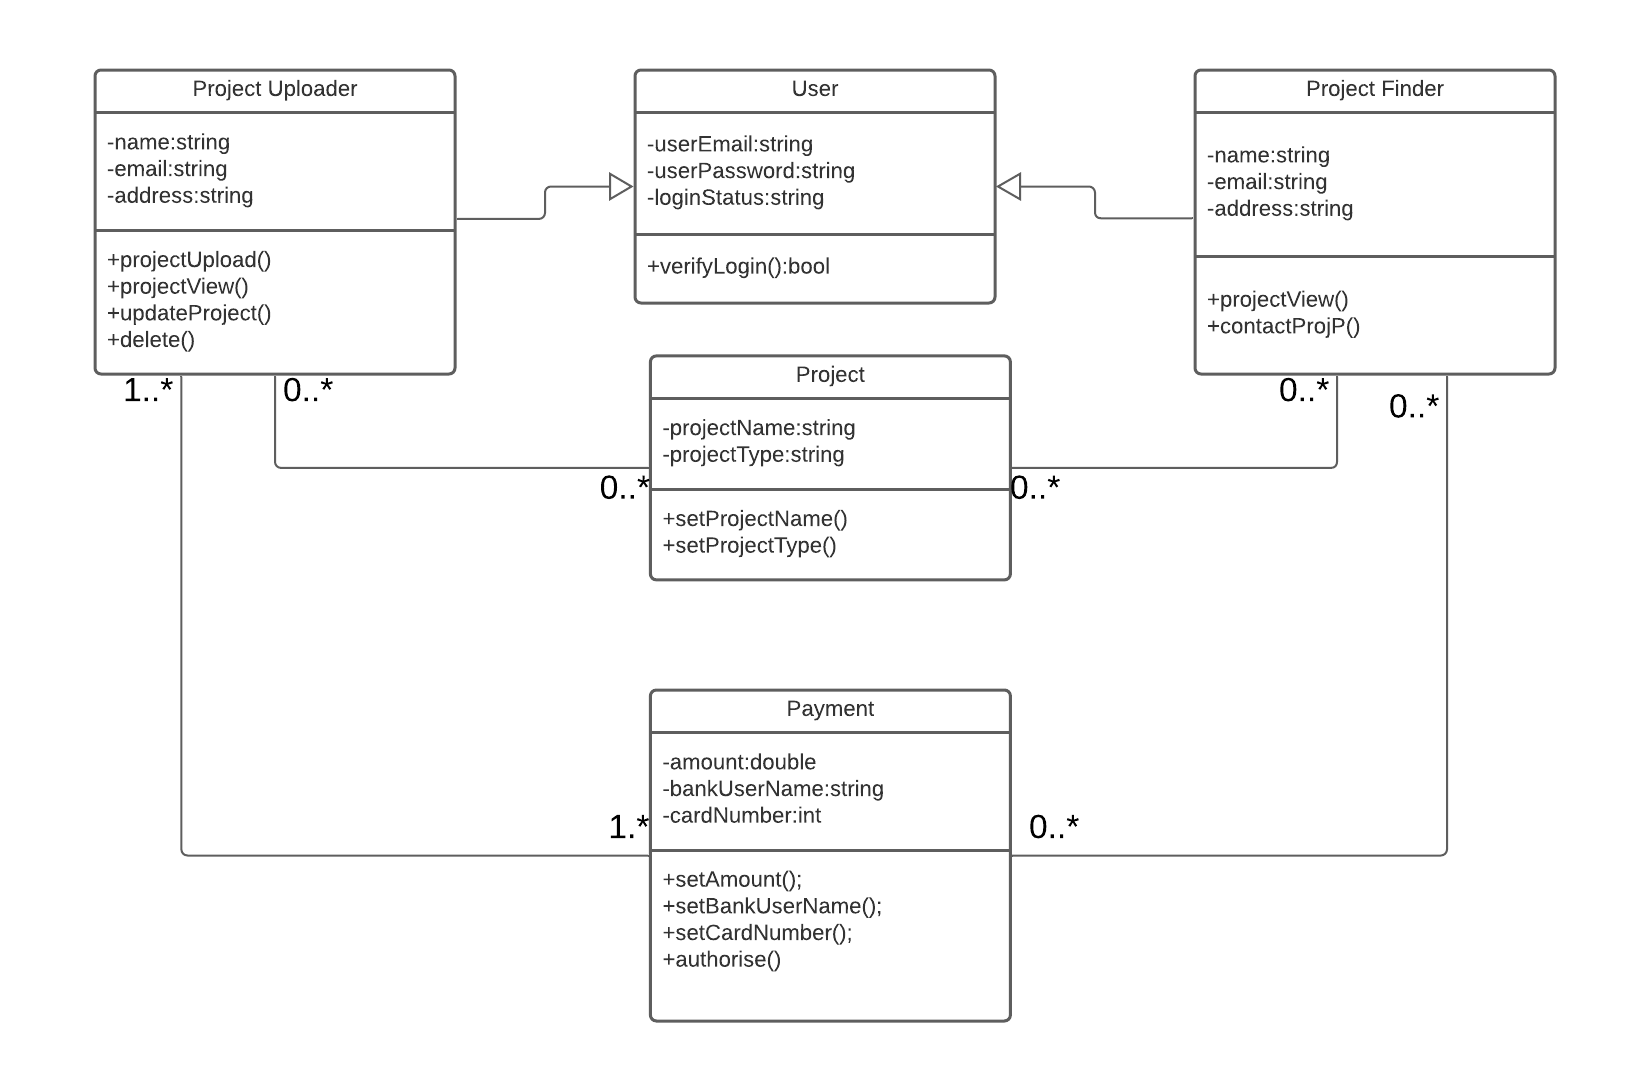 Project Uploader
-name:string
-email:string
-address:string
+projectUpload()
+projectView()
+updateProject()
+delete()
User
-userEmail:string
-userPassword:string
-loginStatus:string
+verifyLogin():bool
Project Finder
-name:string
-email:string
-address:string
+projectView()
+contactProjP()
1..*
0..*
0..*
0..*
Project
-projectName:string
-projectType:string
+setProjectName()
+setProjectType()
0..*
0..*
Payment
-amount:double
-bankUserName:string
-cardNumber:int
+setAmount();
+setBankUserName();
+setCardNumber();
+authorise()
1.*
0..*